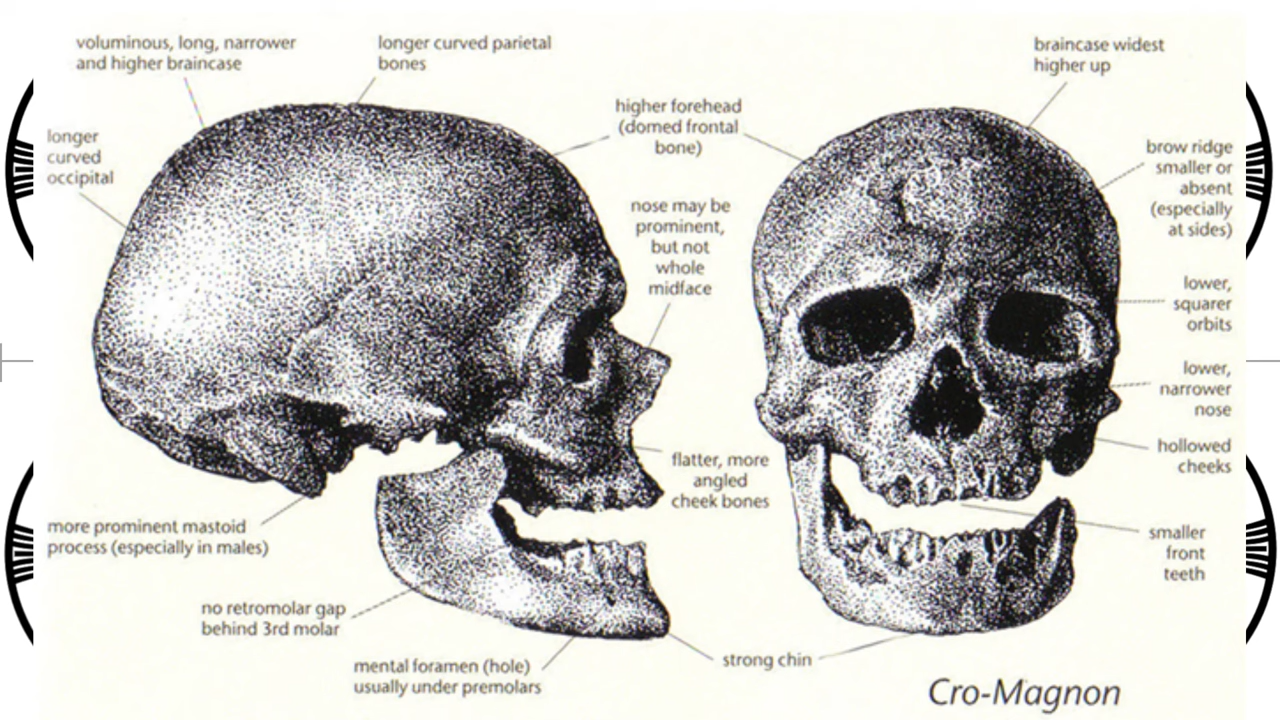 voluminous, long, narrower
and higher braincase
longer curved parietal
bones
braincase widest
higher up
higher forehead
(domed frontal
bone)
longer
curved
occipital
brow ridge
smaller or
absent
(especially
at sides)
nose may be
prominent,
but not
whole
midface
lower,
squarer
orbits
lower,
narrower
nose
hollowed
cheeks
flatter, more
angled
cheek bones
more prominent mastoid
process (especially in males)
smaller
front
teeth
no retromolar gap
behind 3rd molar
mental foramen (hole)
usually under premolars
strong chin
Cro-Magnon